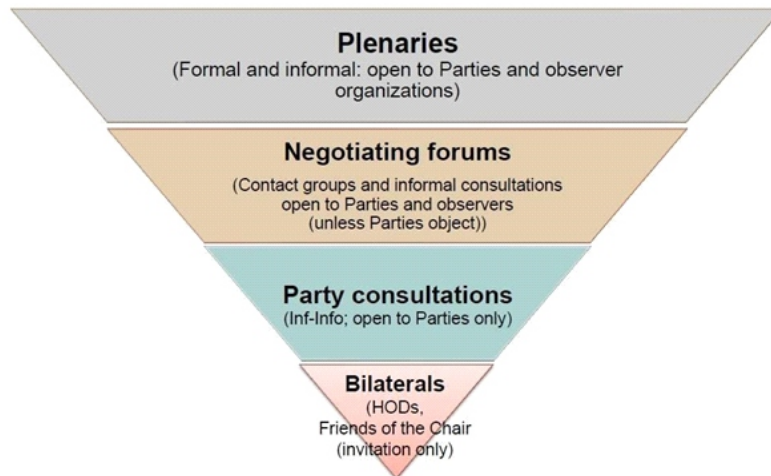 Plenaries
(Formal and informal: open to Parties and observer
organizations)
Negotiating forums
(Contact groups and informal consultations
open to Parties and observers
(unless Parties object))
Party consultations
(Inf-Info; open to Parties only)
Bilaterals
(HODs,
Friends of the Chair
(invitation only)